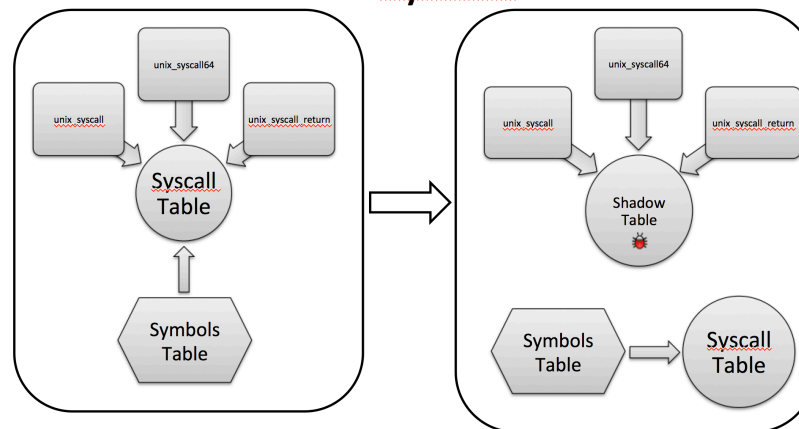 unix_syscall64
unix_syscall
unix_syscall_return
Syscall
Table
Symbols
Table
unix_syscall64
unix_syscall
unix_syscall_return
Shadow
Table
Symbols
Table
Syscall
Table